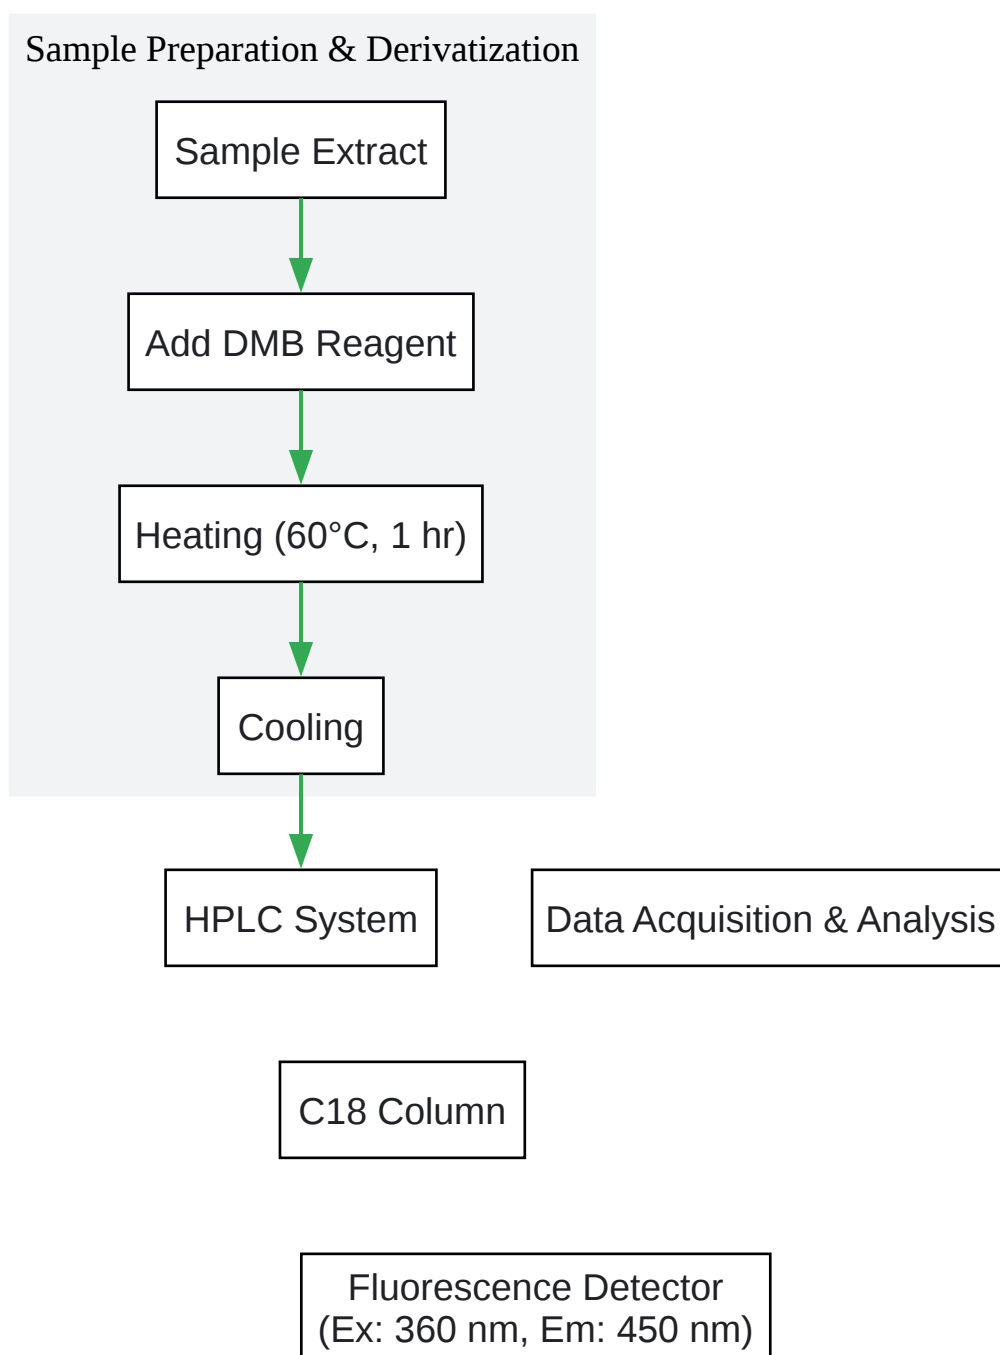 Sample Preparation & Derivatization
Sample Extract
Add DMB Reagent
Heating (60°C, 1 hr)
Cooling
HPLC System
Data Acquisition & Analysis
C18 Column
Fluorescence Detector
(Ex: 360 nm, Em: 450 nm)